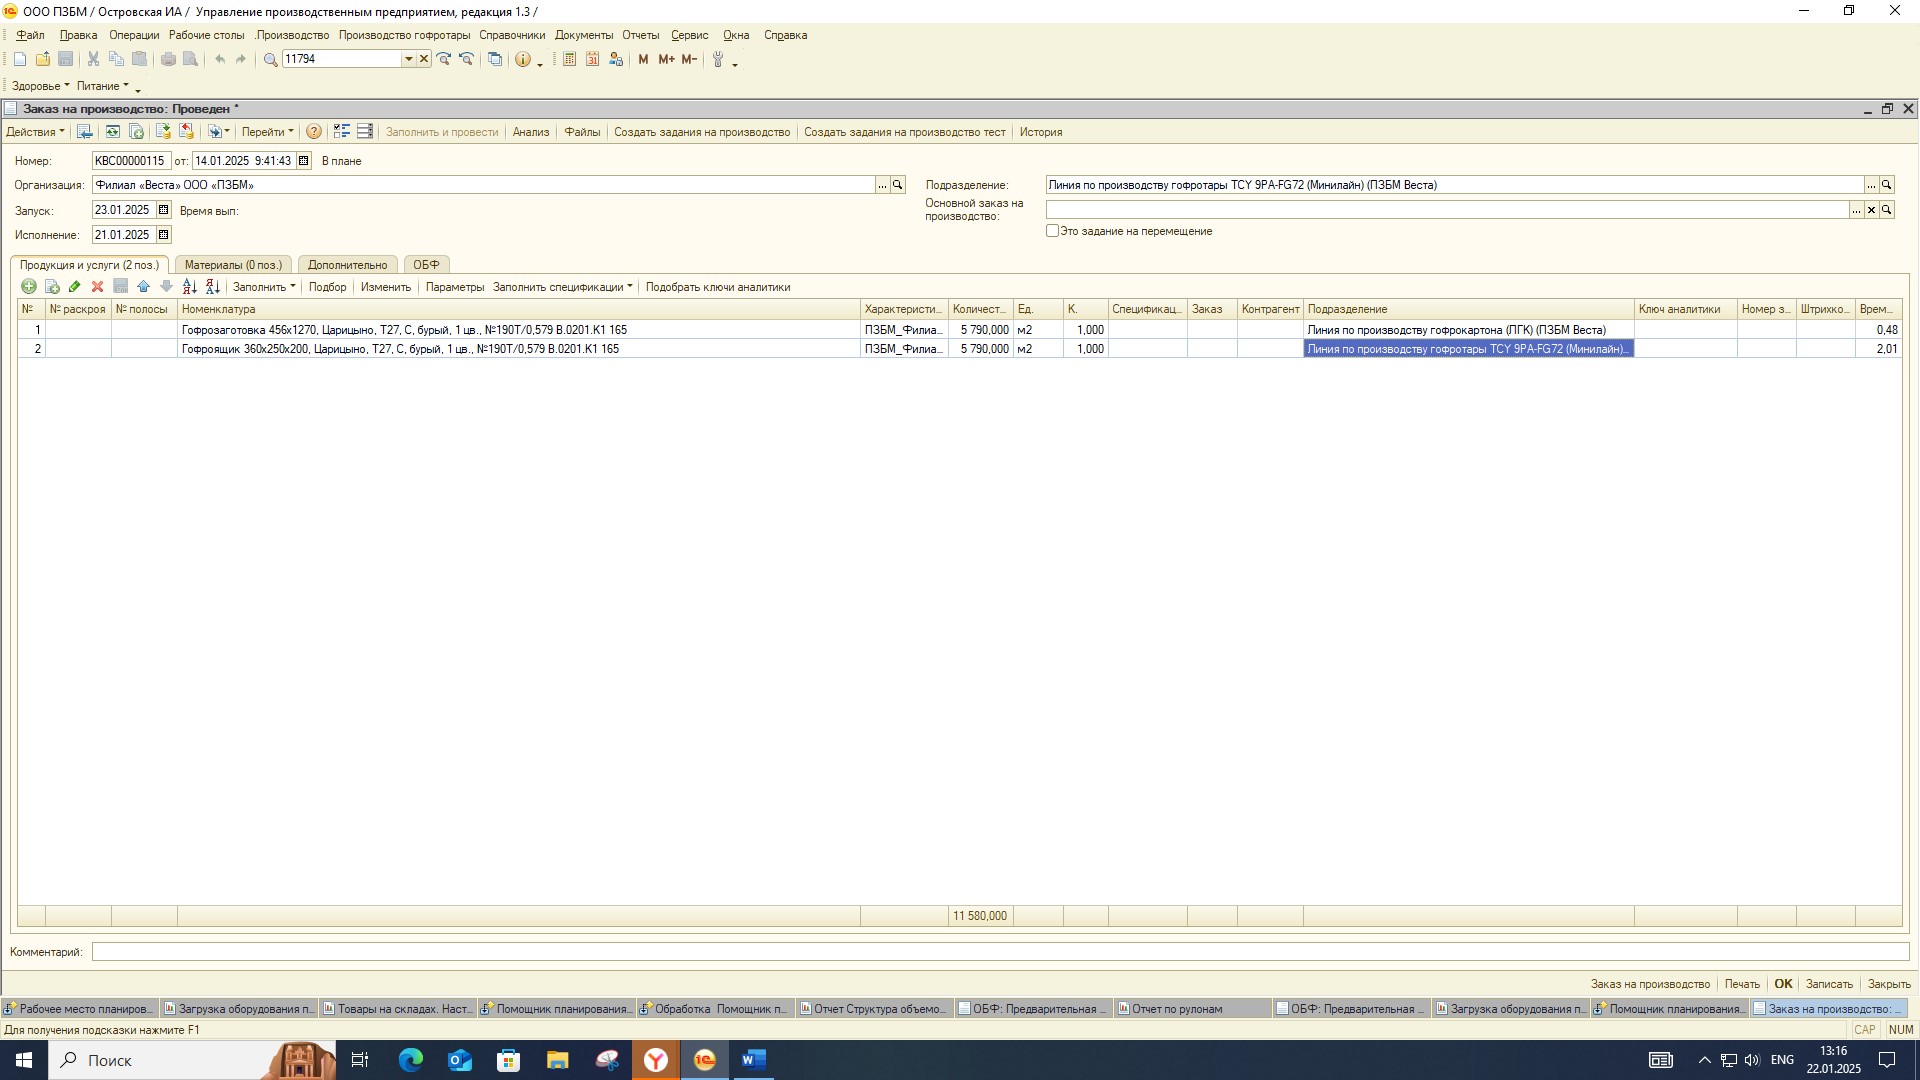 ООО ПЗБМ / Островская ИА / Управление производственным предприятием, редакция 1.3 /
Файл Правка Операции Рабочие столы .Производство Производство гофротары Справочники Документы Отчеты Сервис Окна Справка
11794 M M+ M-
Здоровье Питание
Заказ на производство: Проведен *
Действия Перейти Заполнить и провести Анализ Файлы Создать задания на производство Создать задания на производство тест История
Номер: КВС00000115 от: 14.01.2025 9:41:43 В плане
Организация: Филиал «Веста» ООО «ПЗБМ» Подразделение: Линия по производству гофротары TCY 9PA-FG72 (Минилайн) (ПЗБМ Веста)
Запуск: 23.01.2025 Время вып: Основной заказ на производство:
Исполнение: 21.01.2025 Это задание на перемещение
Продукция и услуги (2 поз.) Материалы (0 поз.) Дополнительно ОБФ
Заполнить Подбор Изменить Параметры Заполнить спецификации Подобрать ключи аналитики
№ № раскроя № полосы Номенклатура Характеристи... Количест... Ед. К. Спецификац... Заказ Контрагент Подразделение Ключ аналитики Номер з... Штрихко... Врем...
1 Гофрозаготовка 456x1270, Царицыно, Т27, С, бурый, 1 цв., №190Т/0,579 В.0201.К1 165 ПЗБМ_Филиа... 5 790,000 м2 1,000 Линия по производству гофрокартона (ЛГК) (ПЗБМ Веста) 0,48
2 Гофроящик 360x250x200, Царицыно, Т27, С, бурый, 1 цв., №190Т/0,579 В.0201.К1 165 ПЗБМ_Филиа... 5 790,000 м2 1,000 Линия по производству гофротары TCY 9PA-FG72 (Минилайн)... 2,01
11 580,000
Комментарий:
Заказ на производство Печать OK Записать Закрыть
Рабочее место планиров... Загрузка оборудования п... Товары на складах. Наст... Помощник планирования... Обработка Помощник п... Отчет Структура объемо... ОБФ: Предварительная ... Отчет по рулонам ОБФ: Предварительная ... Загрузка оборудования п... Помощник планирования... Заказ на производство: ...
Для получения подсказки нажмите F1 CAP NUM
Поиск ENG 13:16
22.01.2025